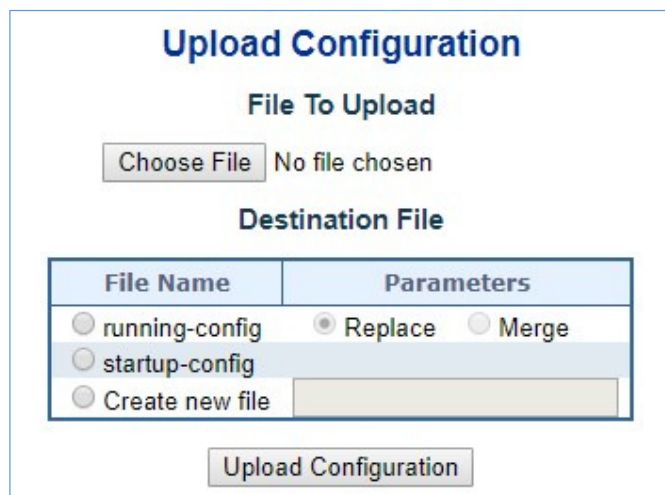 Upload Configuration
File To Upload
Choose File No file chosen
Destination File
File Name Parameters
running-config Replace Merge
startup-config
Create new file
Upload Configuration